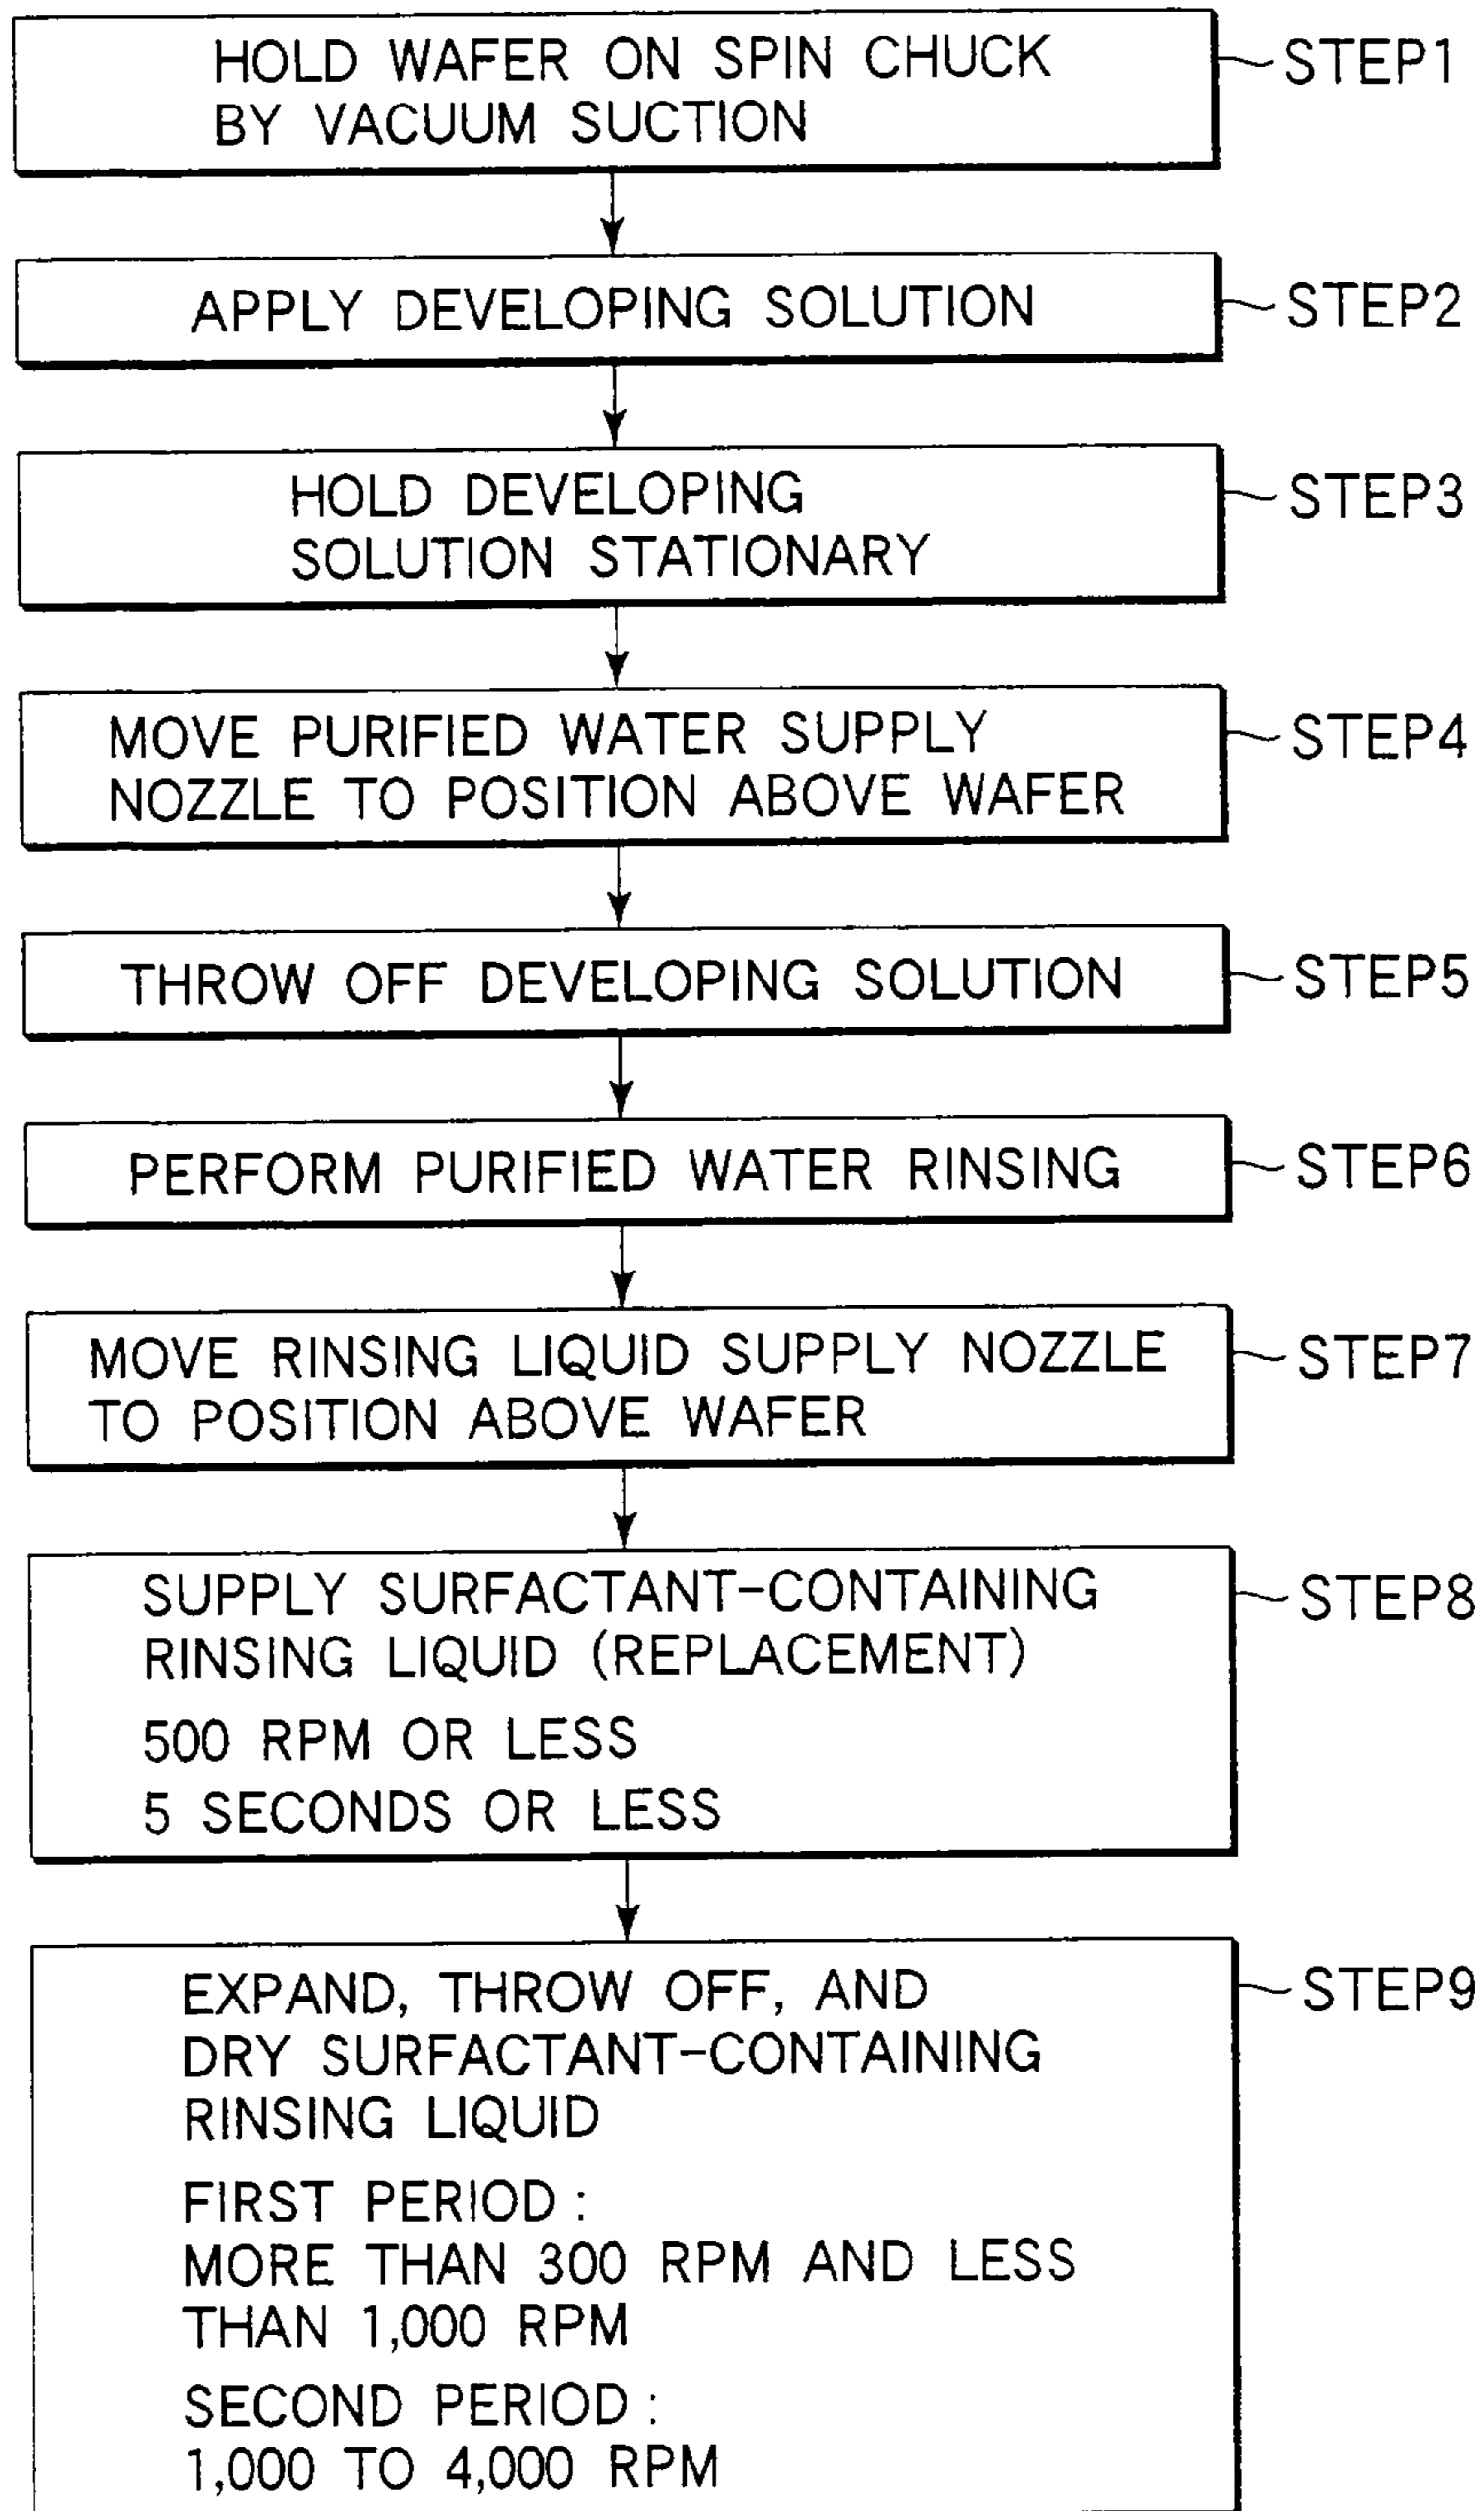 HOLD WAFER ON SPIN CHUCK
BY VACUUM SUCTION
STEP1
APPLY DEVELOPING SOLUTION
STEP2
HOLD DEVELOPING
SOLUTION STATIONARY
STEP3
MOVE PURIFIED WATER SUPPLY
NOZZLE TO POSITION ABOVE WAFER
STEP4
THROW OFF DEVELOPING SOLUTION
STEP5
PERFORM PURIFIED WATER RINSING
STEP6
MOVE RINSING LIQUID SUPPLY NOZZLE
TO POSITION ABOVE WAFER
STEP7
SUPPLY SURFACTANT-CONTAINING
RINSING LIQUID (REPLACEMENT)
500 RPM OR LESS
5 SECONDS OR LESS
STEP8
EXPAND, THROW OFF, AND
DRY SURFACTANT-CONTAINING
RINSING LIQUID
FIRST PERIOD :
MORE THAN 300 RPM AND LESS
THAN 1,000 RPM
SECOND PERIOD :
1,000 TO 4,000 RPM
STEP9